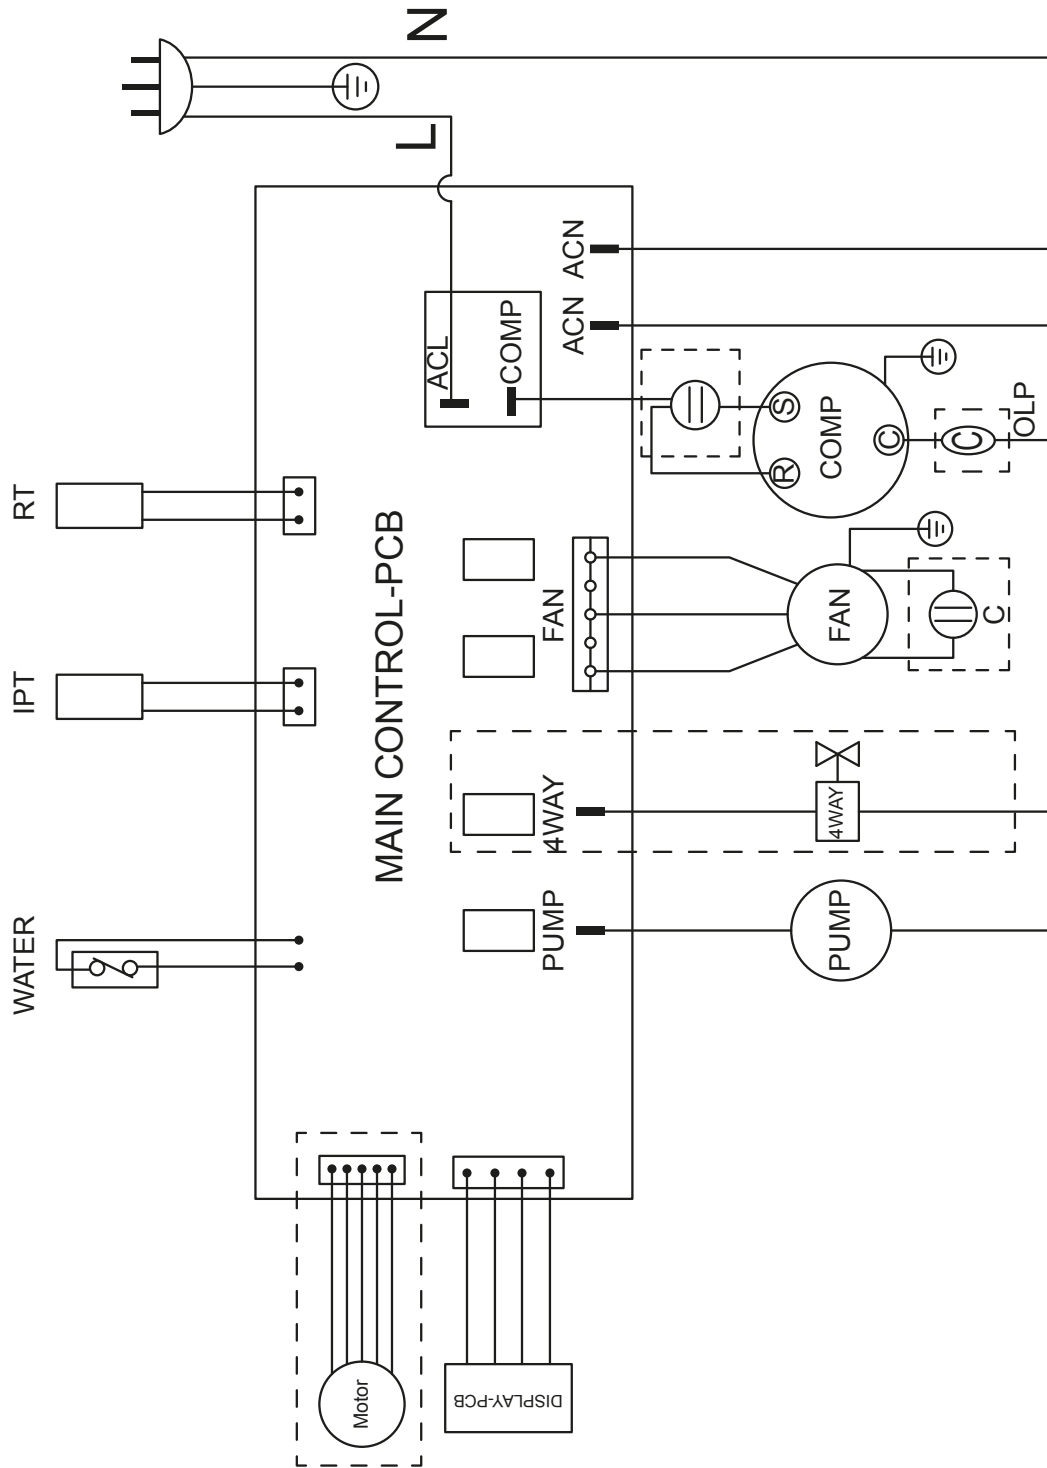 N
L
ACN
ACN
ACL
COMP
S
R
C
COMP
C
OLP
RT
MAIN CONTROL-PCB
FAN
FAN
C
IPT
4WAY
4WAY
WATER
PUMP
PUMP
Motor
DISPLAY-PCB